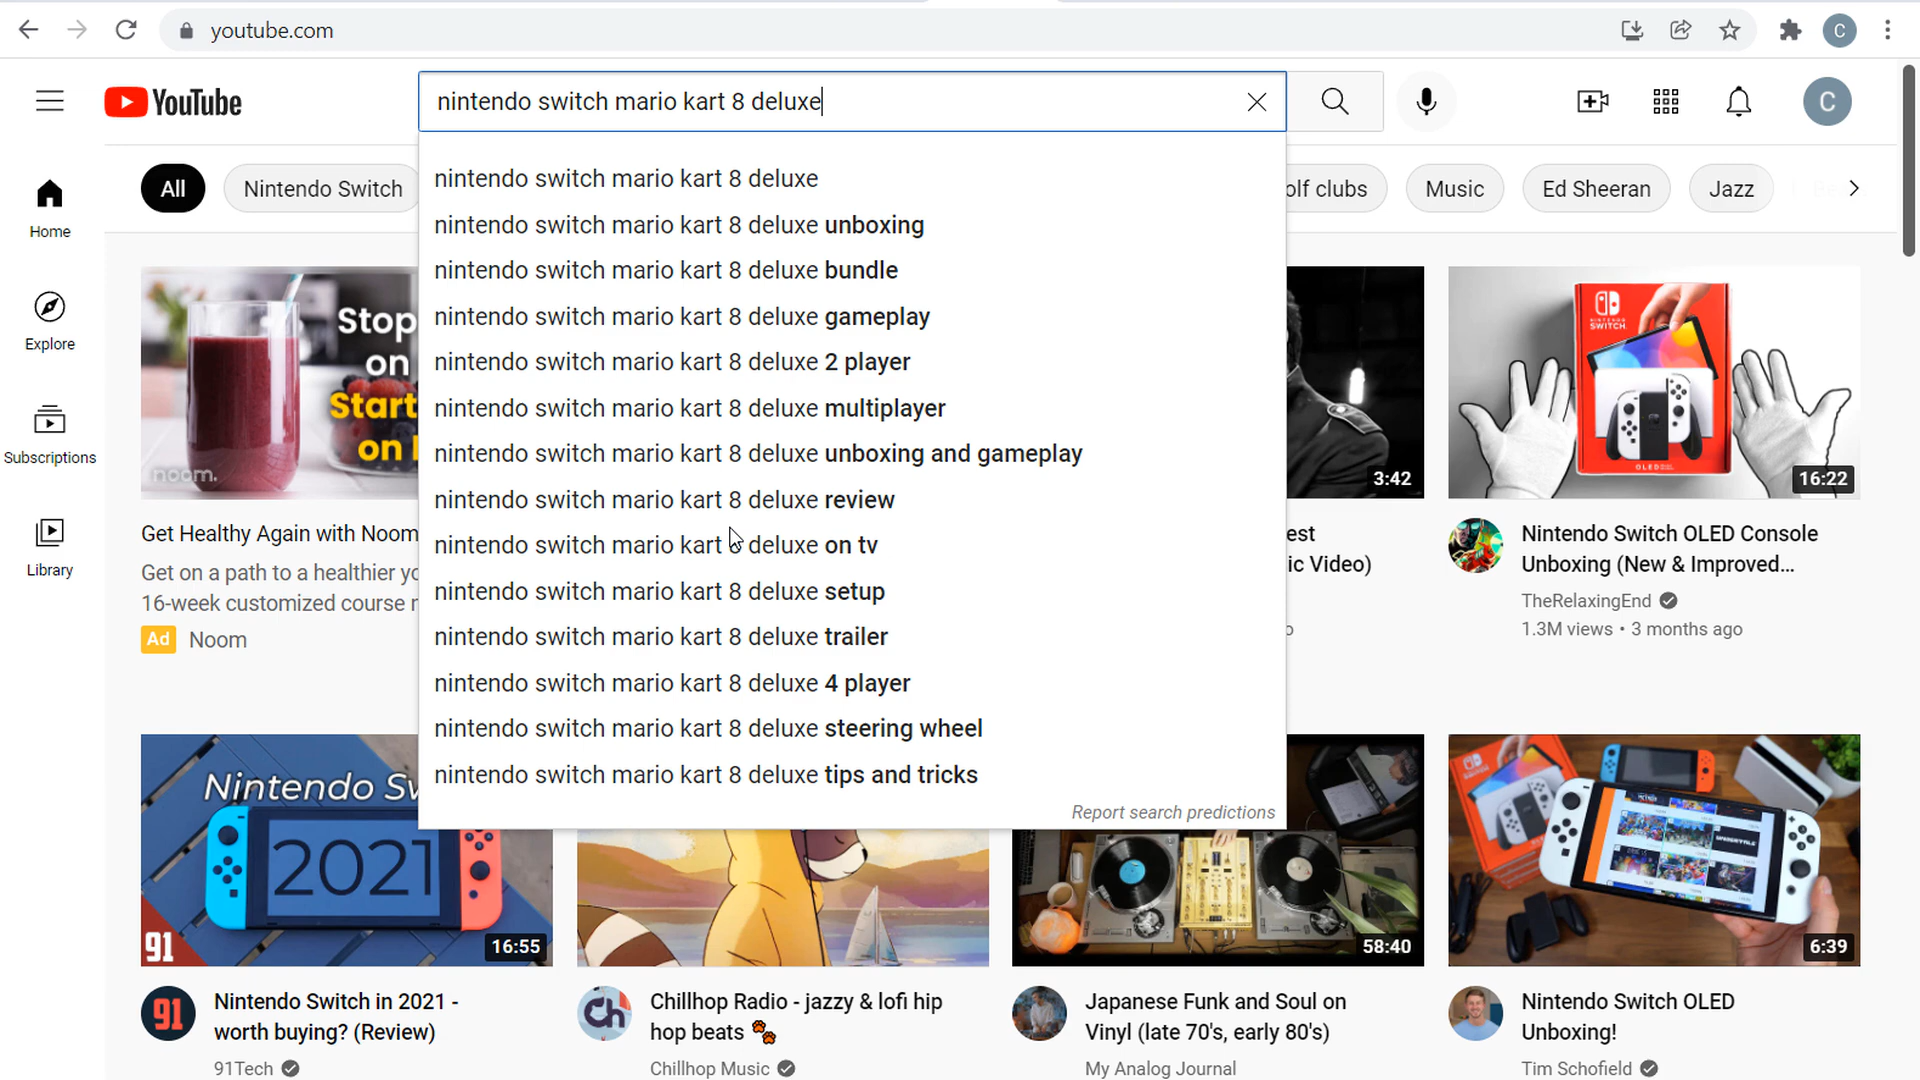 youtube.com
C
YouTube
nintendo switch mario kart 8 deluxe
C
All
Nintendo Switch
olf clubs
Music
Ed Sheeran
Jazz
nintendo switch mario kart 8 deluxe
nintendo switch mario kart 8 deluxe unboxing
nintendo switch mario kart 8 deluxe bundle
nintendo switch mario kart 8 deluxe gameplay
nintendo switch mario kart 8 deluxe 2 player
nintendo switch mario kart 8 deluxe multiplayer
nintendo switch mario kart 8 deluxe unboxing and gameplay
nintendo switch mario kart 8 deluxe review
nintendo switch mario kart 8 deluxe on tv
nintendo switch mario kart 8 deluxe setup
nintendo switch mario kart 8 deluxe trailer
nintendo switch mario kart 8 deluxe 4 player
nintendo switch mario kart 8 deluxe steering wheel
nintendo switch mario kart 8 deluxe tips and tricks
Report search predictions
Home
Explore
Subscriptions
Library
Stop
on
Start
on
noom.
Get Healthy Again with Noom
Get on a path to a healthier yo
16-week customized course n
Ad Noom
3:42
est
ic Video)
o
NINTENDO
SWITCH
OLED
16:22
Nintendo Switch OLED Console
Unboxing (New & Improved...
TheRelaxingEnd
1.3M views • 3 months ago
Nintendo Sw
2021
91
16:55
Nintendo Switch in 2021 -
worth buying? (Review)
91Tech
Ch
Chillhop Radio - jazzy & lofi hip
hop beats 🐾
Chillhop Music
58:40
Japanese Funk and Soul on
Vinyl (late 70's, early 80's)
My Analog Journal
6:39
Nintendo Switch OLED
Unboxing!
Tim Schofield